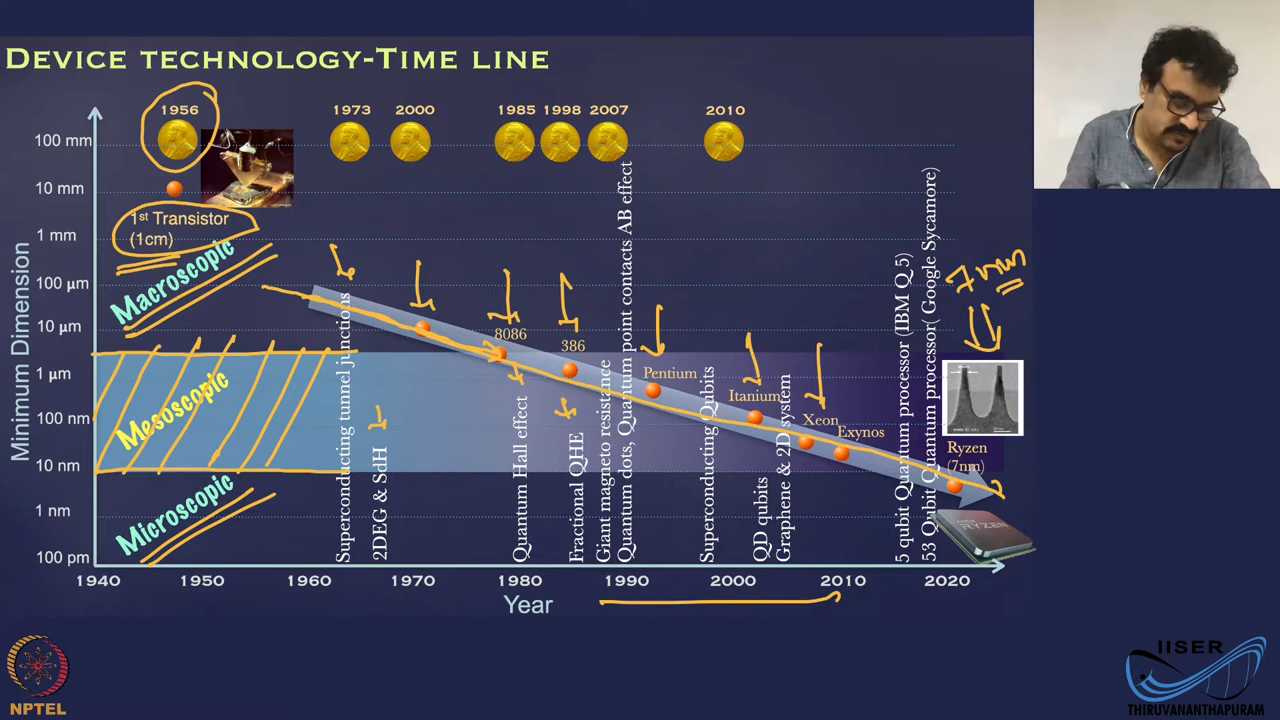 DEVICE TECHNOLOGY-TIME LINE
1956
1973
2000
1985
1998
2007
2010
100 mm
10 mm
1 mm
100 µm
10 µm
1 µm
100 nm
10 nm
1 nm
100 pm
Minimum Dimension
1st Transistor
(1cm)
Macroscopic
Mesoscopic
Microscopic
Superconducting tunnel junctions
2DEG & SdH
8086
Quantum Hall effect
386
Fractional QHE
Giant magneto resistance
Quantum dots, Quantum point contacts AB effect
Pentium
Superconducting Qubits
Itanium
QD qubits
Graphene & 2D system
Xeon
Exynos
5 qubit Quantum processor (IBM Q 5)
53 Qubit Quantum processor( Google Sycamore)
7nm
Ryzen
(7nm)
RYZEN
1940
1950
1960
1970
1980
1990
2000
2010
2020
Year
NPTEL
IISER
THIRUVANANTHAPURAM